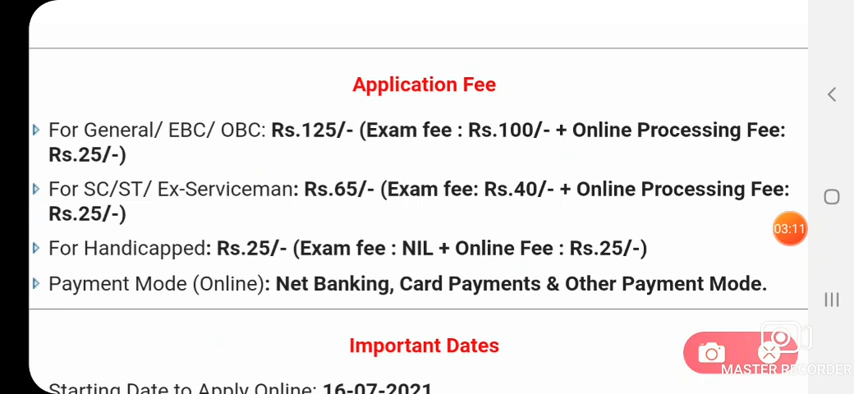 Application Fee
For General/ EBC/ OBC: Rs.125/- (Exam fee : Rs.100/- + Online Processing Fee:
Rs.25/-)
For SC/ST/ Ex-Serviceman: Rs.65/- (Exam fee: Rs.40/- + Online Processing Fee:
Rs.25/-)
03:11
For Handicapped: Rs.25/- (Exam fee : NIL + Online Fee : Rs.25/-)
Payment Mode (Online): Net Banking, Card Payments & Other Payment Mode.
Important Dates
MASTER RECORDER
Starting Date to Apply Online: 16-07-2021